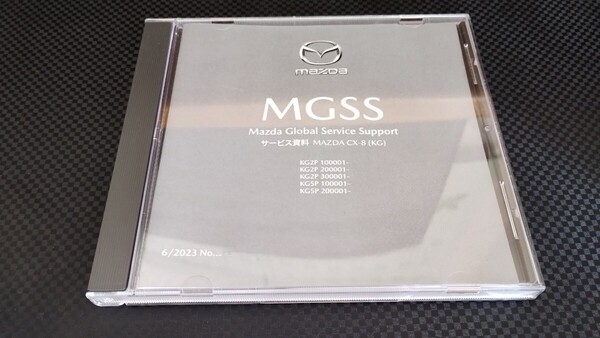 mazda
MGSS
Mazda Global Service Support
サービス資料 MAZDA CX-8 (KG)
KG2P 100001-
KG2P 200001-
KG2P 300001-
KG5P 100001-
KG5P 200001-
6/2023 No...